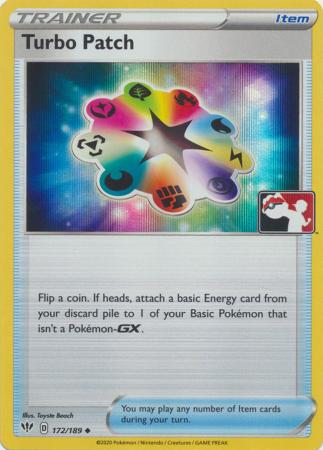 TRAINER Item
Turbo Patch
Flip a coin. If heads, attach a basic Energy card from
your discard pile to 1 of your Basic Pokémon that
isn't a Pokémon-GX.
Illus. Toyste Beach
You may play any number of Item cards
during your turn.
D 172/189
©2020 Pokémon / Nintendo / Creatures / GAME FREAK